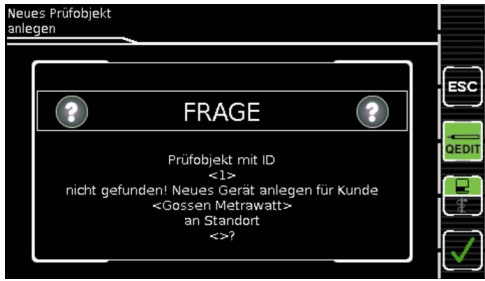 Neues Prüfobjekt
anlegen
ESC
? FRAGE ?
QEDIT
Prüfobjekt mit ID
<1>
nicht gefunden! Neues Gerät anlegen für Kunde
<Gossen Metrawatt>
an Standort
<>?